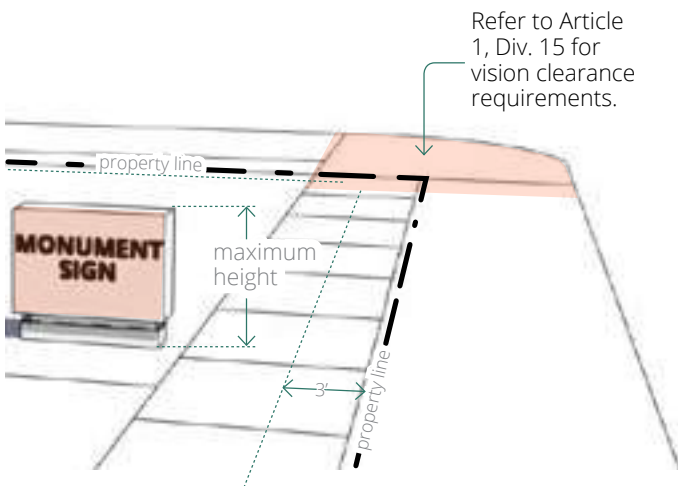 Refer to Article
1, Div. 15 for
vision clearance
requirements.
property line
MONUMENT
SIGN
maximum
height
3'
property line